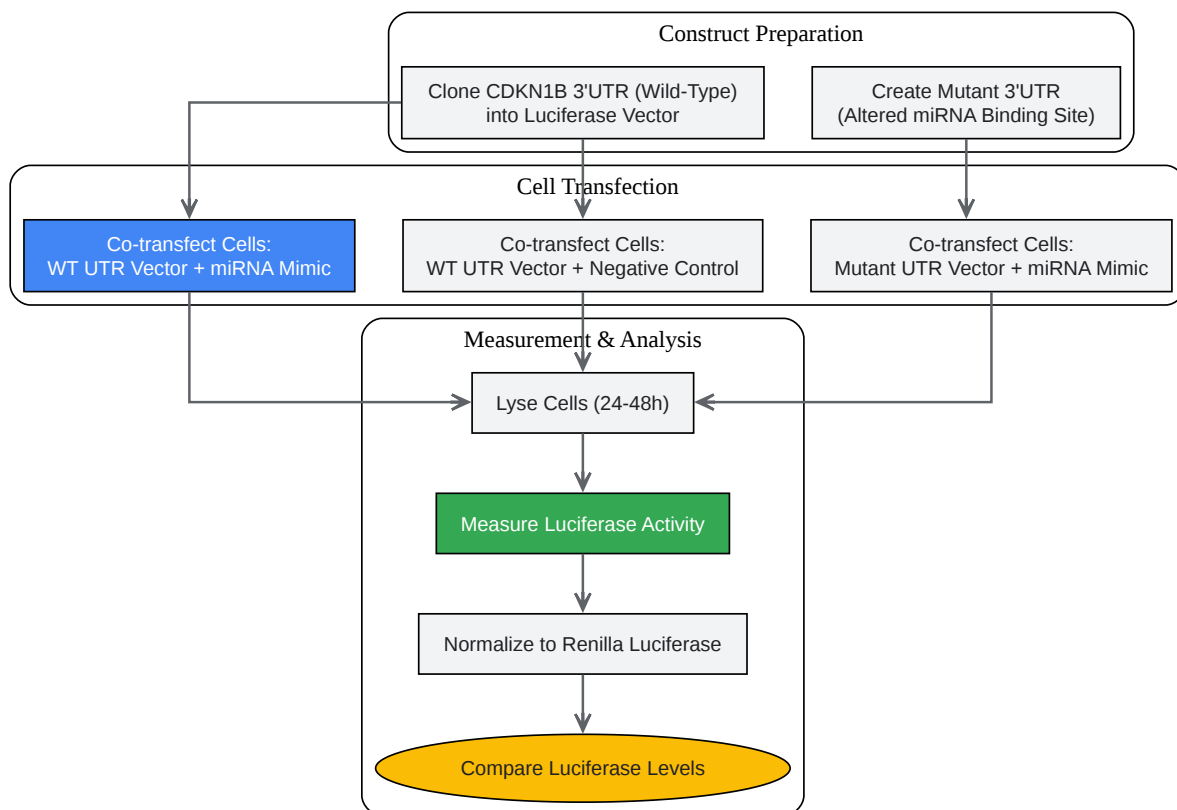 Construct Preparation
Clone CDKN1B 3'UTR (Wild-Type)
into Luciferase Vector
Create Mutant 3'UTR
(Altered miRNA Binding Site)
Cell Transfection
Co-transfect Cells:
WT UTR Vector + miRNA Mimic
Co-transfect Cells:
WT UTR Vector + Negative Control
Co-transfect Cells:
Mutant UTR Vector + miRNA Mimic
Measurement & Analysis
Lyse Cells (24-48h)
Measure Luciferase Activity
Normalize to Renilla Luciferase
Compare Luciferase Levels